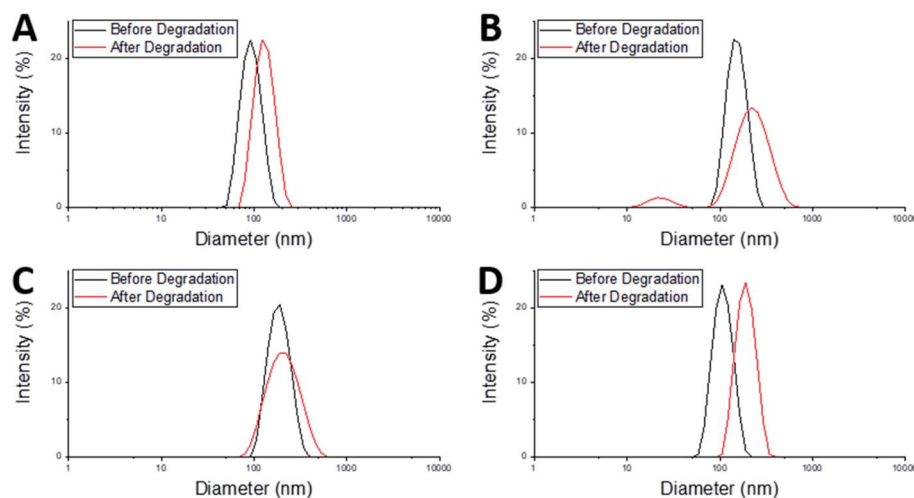 A
Before Degradation
After Degradation
Intensity (%)
20
10
0
1
10
100
1000
10000
Diameter (nm)
B
Before Degradation
After Degradation
Intensity (%)
20
10
0
1
10
100
1000
10000
Diameter (nm)
C
Before Degradation
After Degradation
Intensity (%)
20
10
0
1
10
100
1000
10000
Diameter (nm)
D
Before Degradation
After Degradation
Intensity (%)
20
10
0
1
10
100
1000
10000
Diameter (nm)